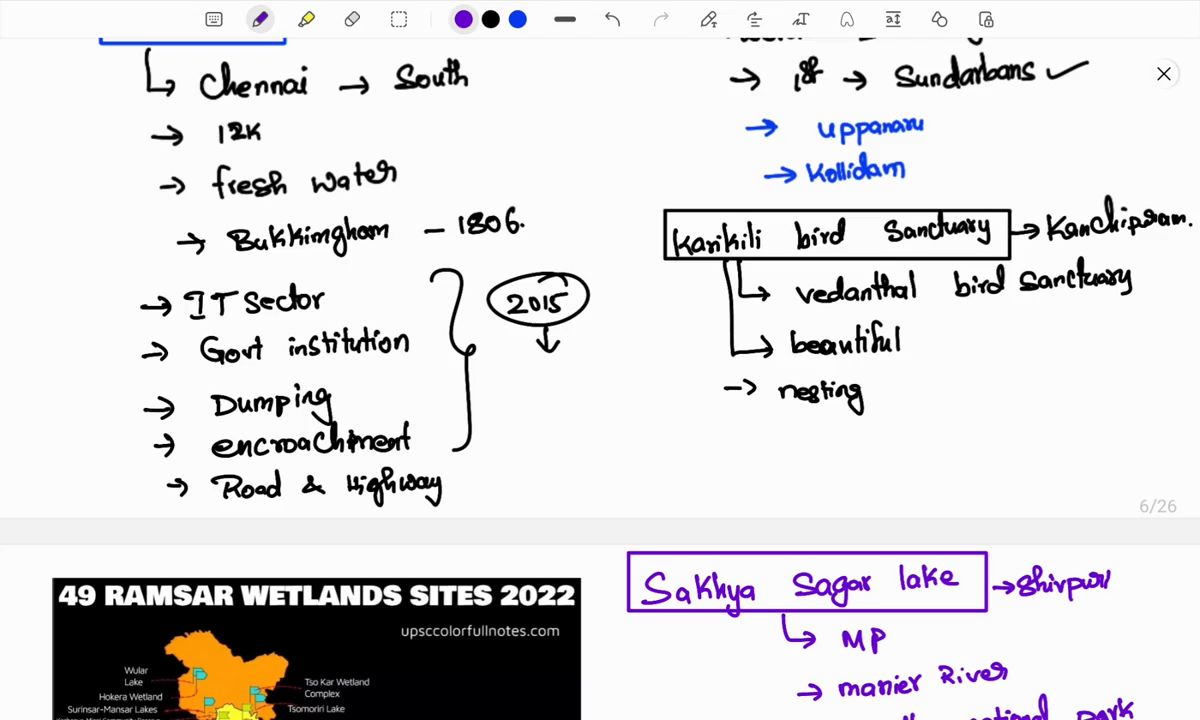 Chennai → South
→ 12K
→ fresh water
→ Bukkimgham – 1806.
→ IT Sector
→ Govt institution
→ Dumping
→ encroachment
→ Road & Highway
2015
→ 1st → Sundarbans ✓
→ Uppanaru
→ Kollidam
Karikili bird Sanctuary → Kanchipuram.
vedanthal bird Sanctuary
beautiful
→ nesting
6/26
49 RAMSAR WETLANDS SITES 2022
upsccolorfullnotes.com
Wular
Lake
Hokera Wetland
Surinsar-Mansar Lakes
Tso Kar Wetland
Complex
Tsomoriri Lake
Sakhya Sagar lake → Shivpuri
MP
→ manier River
national park